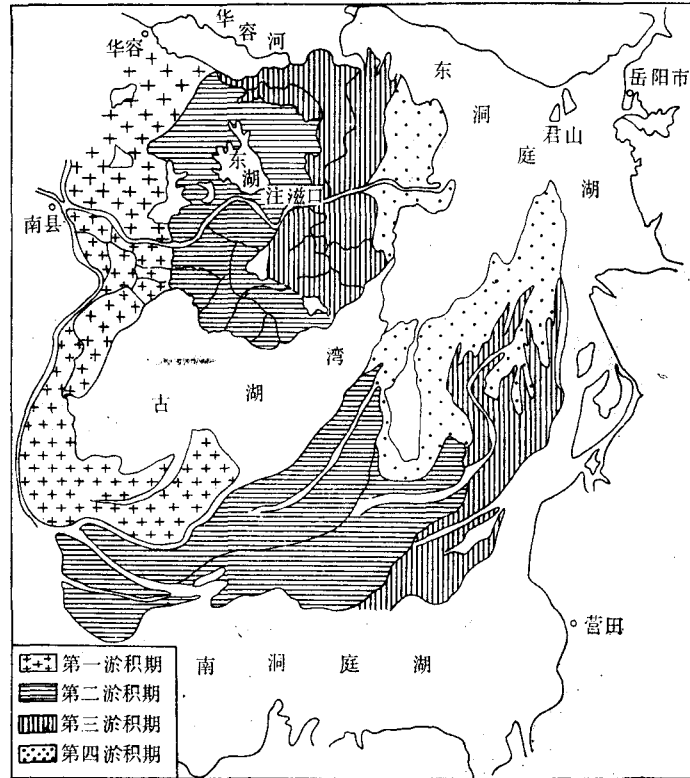 华容河
华容
东洞庭湖
岳阳市
君山
东湖
注滋口
南县
古湖湾
营田
南洞庭湖
第一淤积期
第二淤积期
第三淤积期
第四淤积期